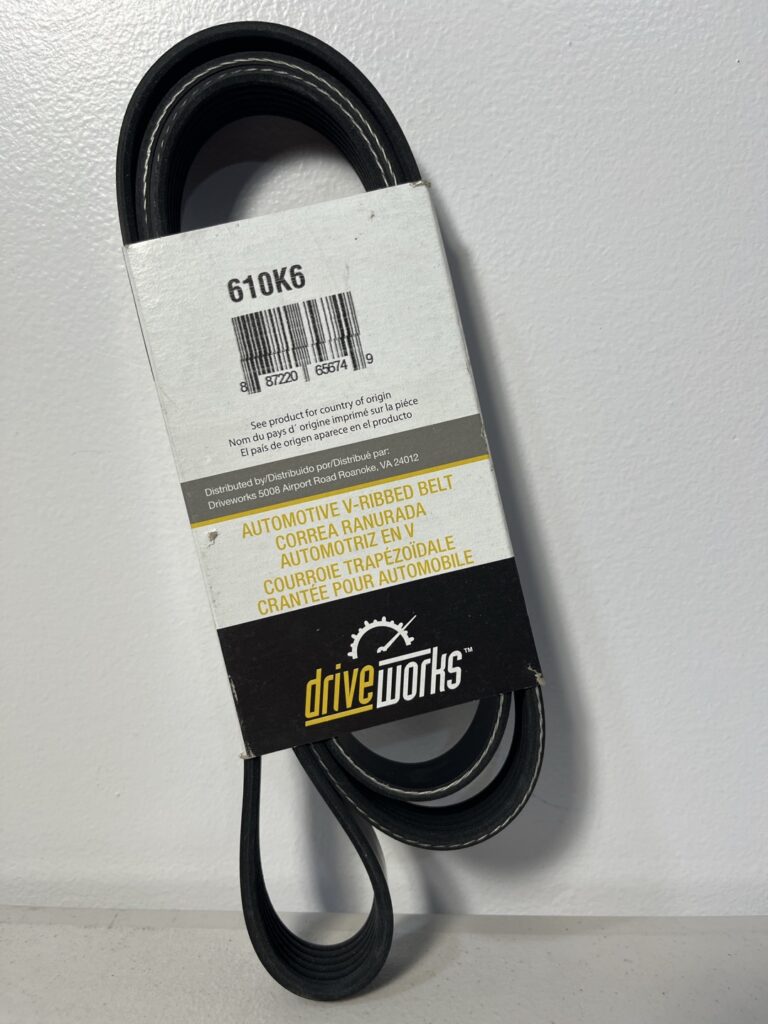 610K6
8 87220 65674 9
See product for country of origin
Nom du pays d´ origine imprimé sur la piéce
El país de origen aparece en el producto
Distributed by/Distribuido por/Distribué par:
Driveworks 5008 Airport Road Roanoke, VA 24012
AUTOMOTIVE V-RIBBED BELT
CORREA RANURADA
AUTOMOTRIZ EN V
COURROIE TRAPÉZOÏDALE
CRANTÉE POUR AUTOMOBILE
driveworks™